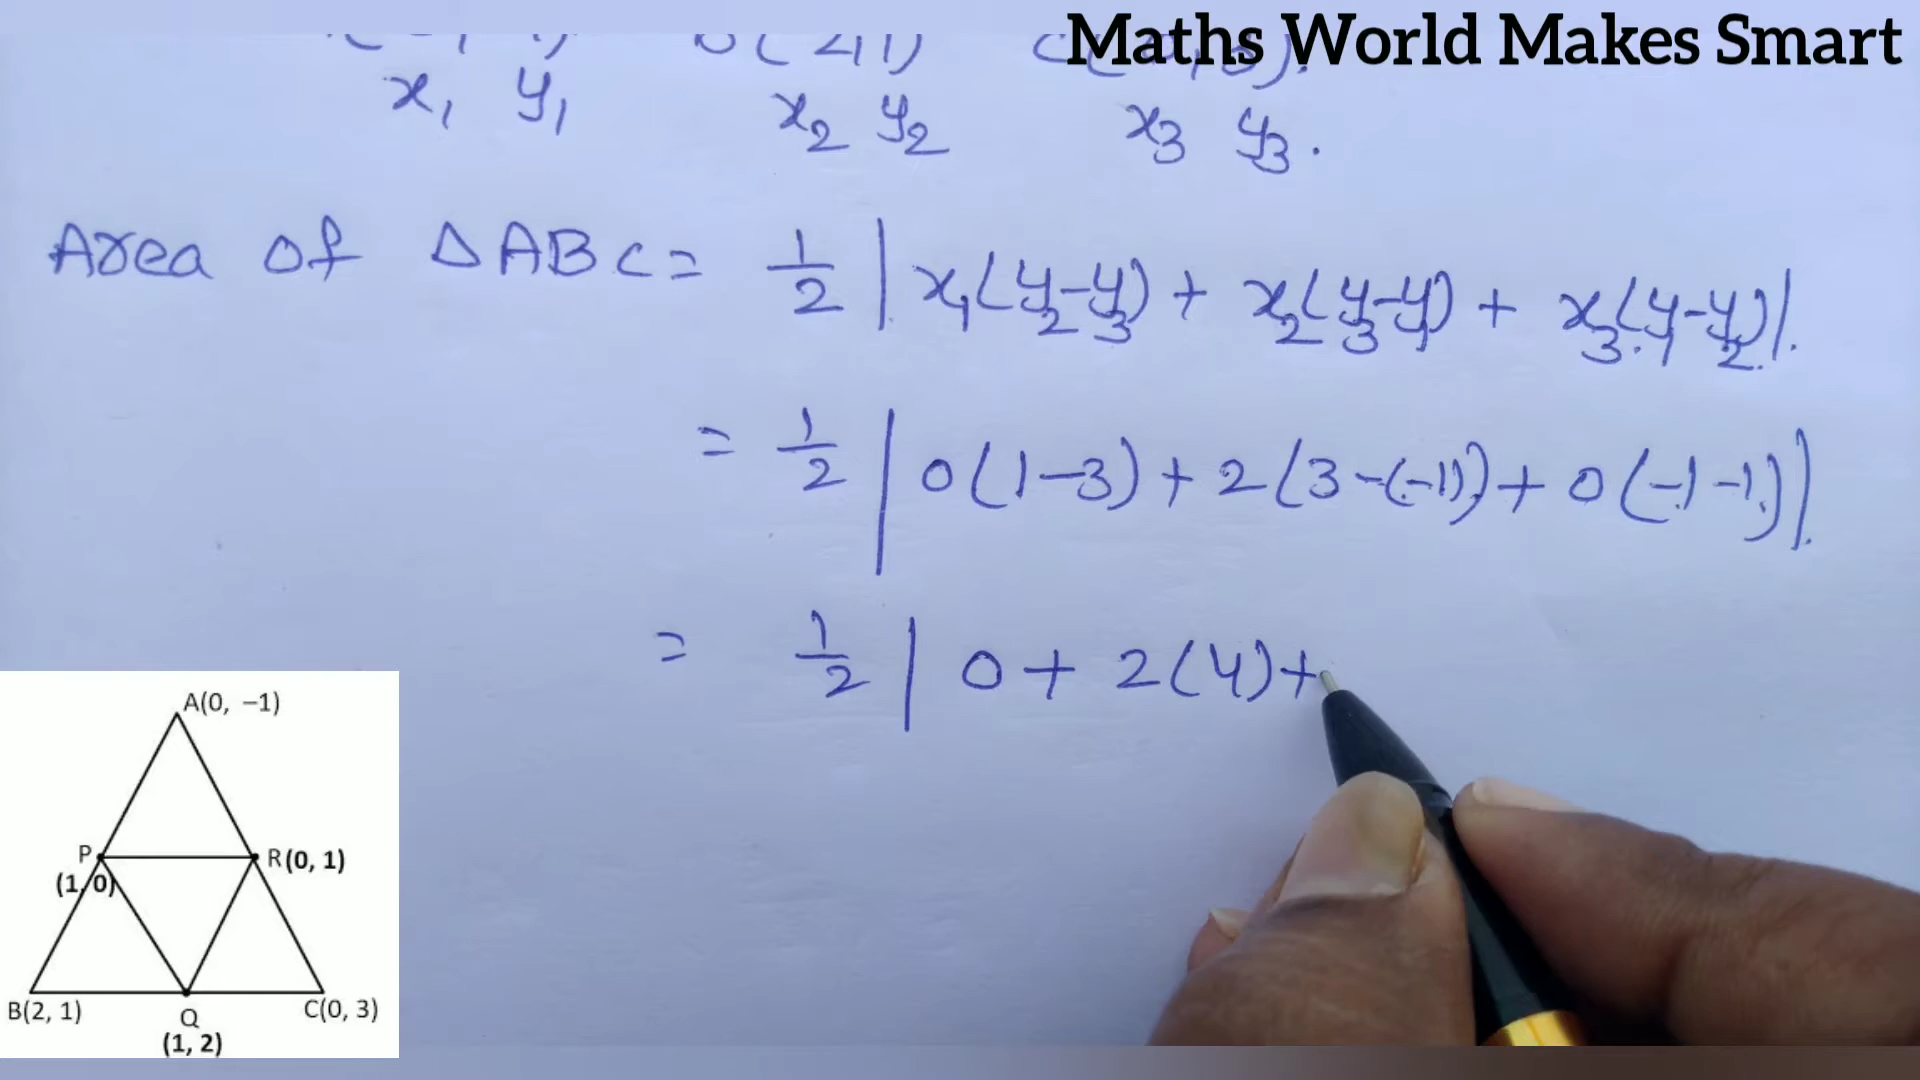 Maths World Makes Smart
x₁ y₁ x₂ y₂ x₃ y₃.
Area of ΔABC = 1/2 | x₁(y₂-y₃) + x₂(y₃-y₁) + x₃(y₁-y₂)|.
= 1/2 | 0(1-3) + 2(3-(-1)) + 0(-1-1)|.
= 1/2 | 0 + 2(4)+
A(0, –1)
P
(1, 0)
R(0, 1)
B(2, 1)
Q
(1, 2)
C(0, 3)